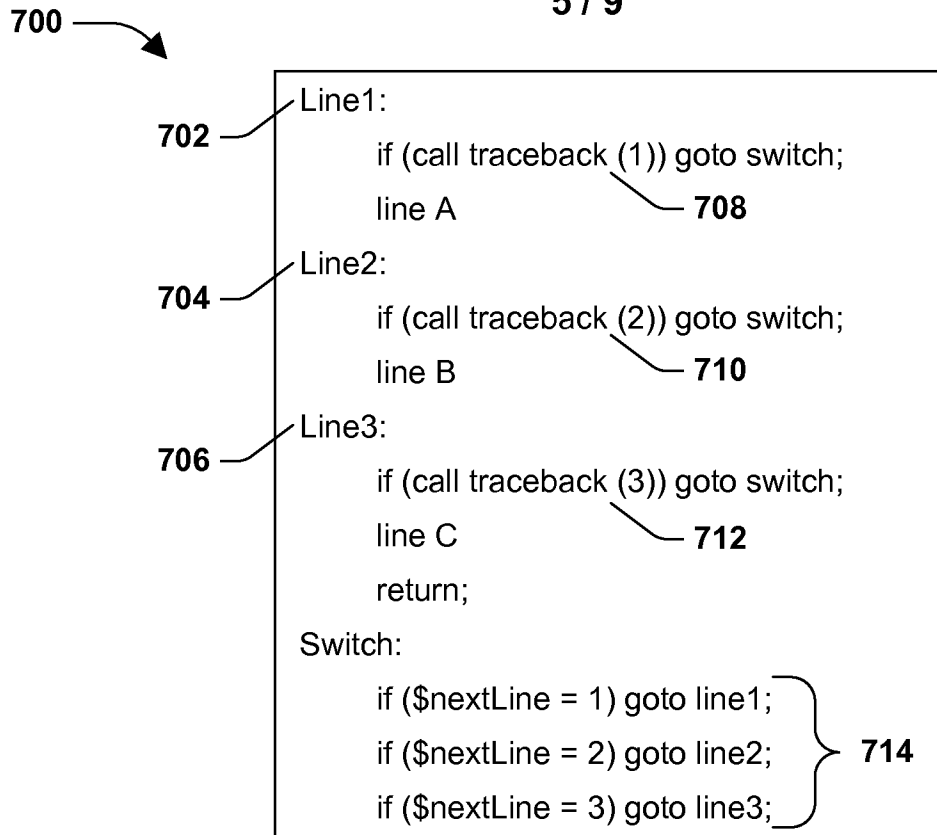 5 / 9
700
Line1:
702
if (call traceback (1)) goto switch;
line A
708
Line2:
704
if (call traceback (2)) goto switch;
line B
710
Line3:
706
if (call traceback (3)) goto switch;
line C
712
return;
Switch:
if ($nextLine = 1) goto line1;
if ($nextLine = 2) goto line2;
714
if ($nextLine = 3) goto line3;